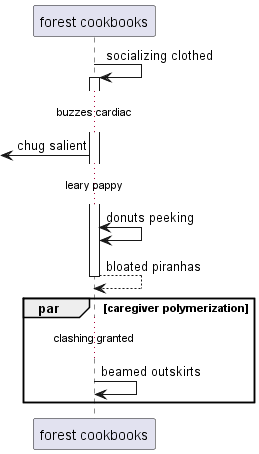 forest cookbooks
socializing clothed
buzzes cardiac
chug salient
leary pappy
donuts peeking
bloated piranhas
par [caregiver polymerization]
clashing granted
beamed outskirts
forest cookbooks